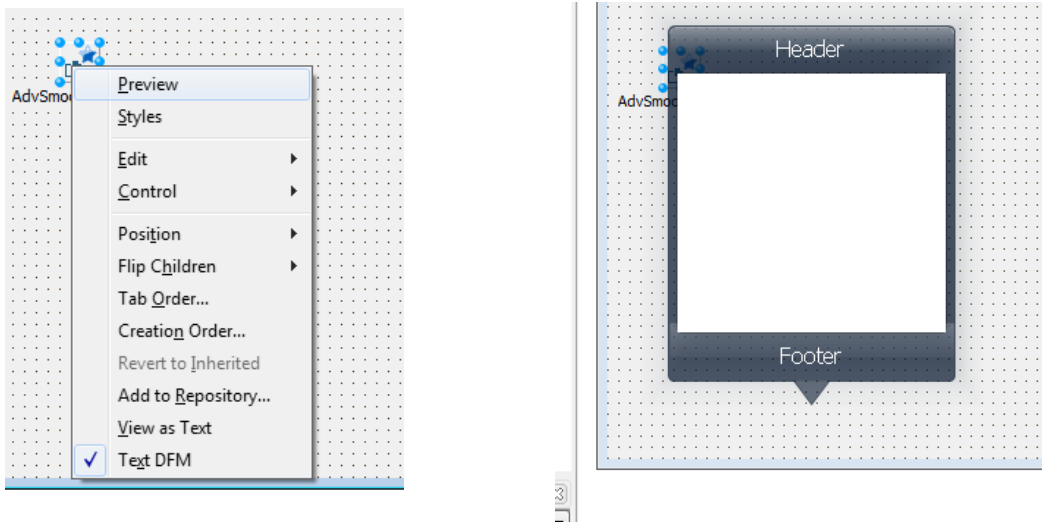 AdvSmo
Preview
Styles
Edit
Control
Position
Flip Children
Tab Order...
Creation Order...
Revert to Inherited
Add to Repository...
View as Text
Text DFM
AdvSmo
Header
Footer